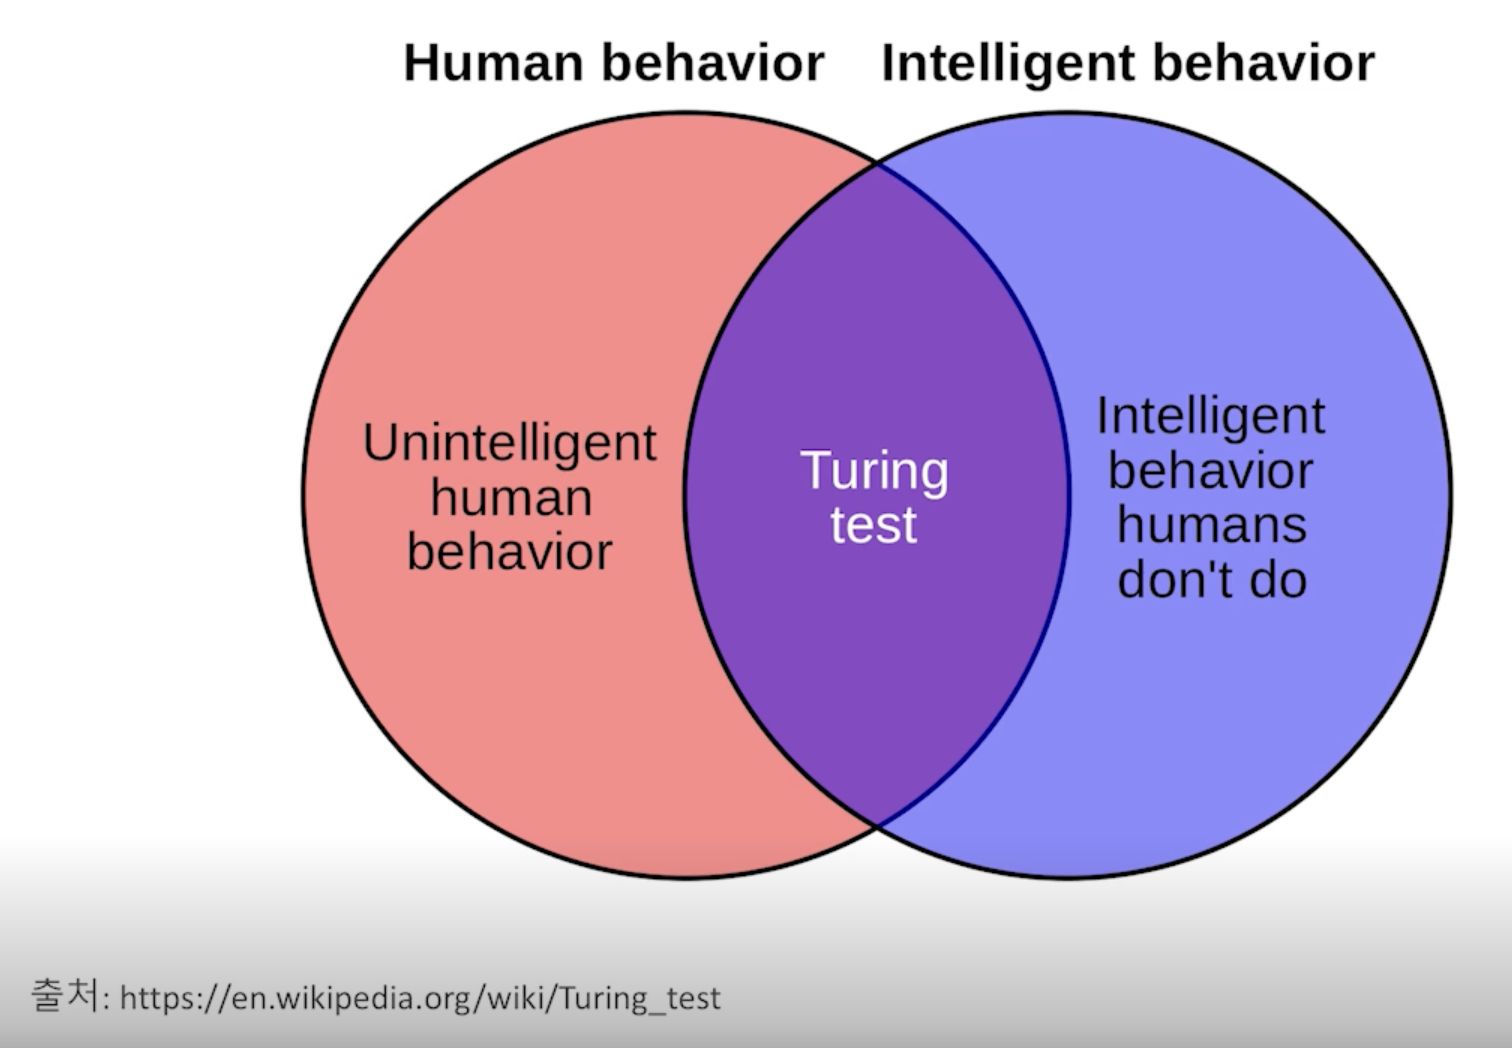 Human behavior
Intelligent behavior
Unintelligent
human
behavior
Turing
test
Intelligent
behavior
humans
don't do
출처: https://en.wikipedia.org/wiki/Turing_test